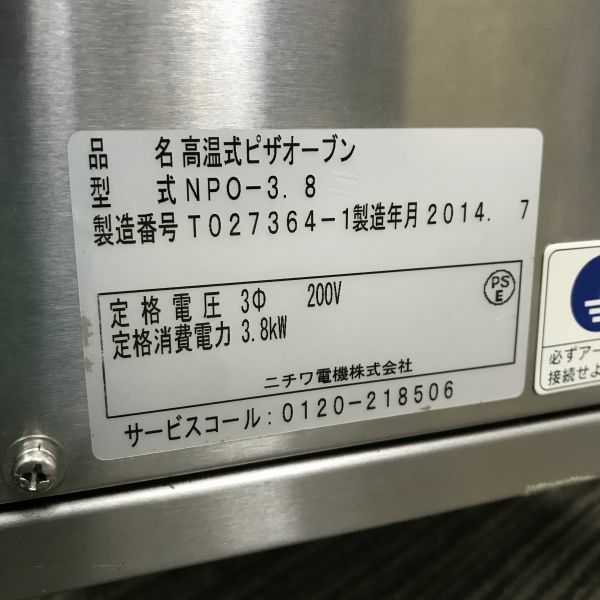 品 名 高温式ピザオーブン
型 式 NPO-3.8
製造番号 T027364-1 製造年月 2014. 7
定格電圧 3Φ 200V
定格消費電力 3.8kW
PS
E
ニチワ電機株式会社
サービスコール:0120-218506
必ずアー
接続せよ